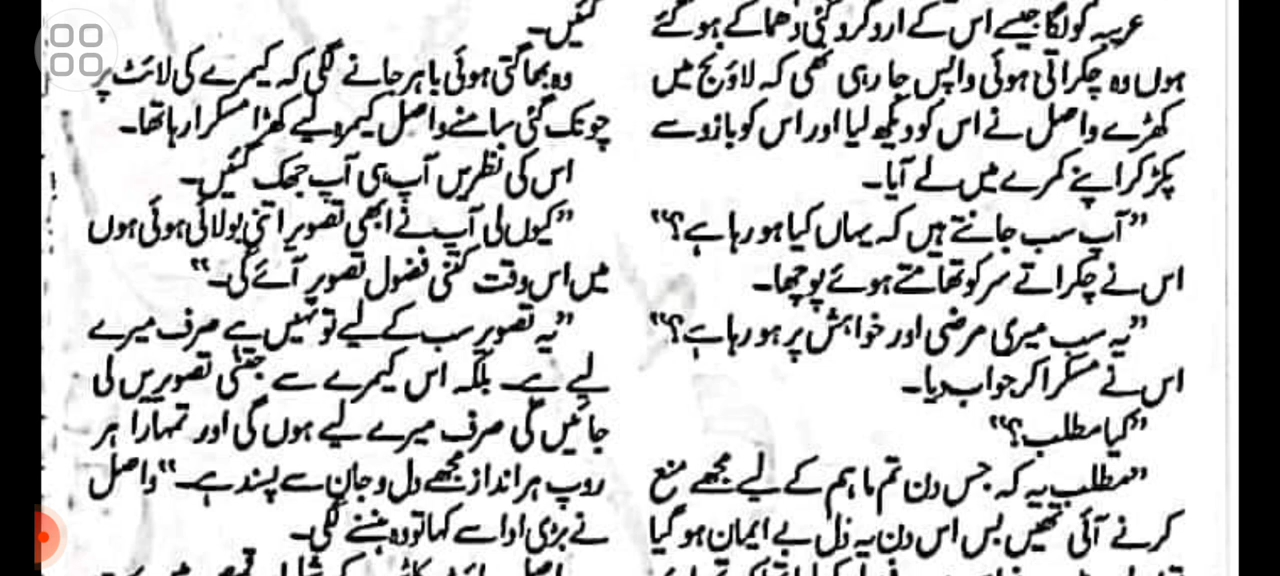 عریبہ کو لگا جیسے اس کے اردگرد کئی دھماکے ہو گئے
ہوں وہ چکراتی ہوئی واپس جا رہی تھی کہ لاؤنج میں
کھڑے واصل نے اس کو دیکھ لیا اور اس کو بازو سے
پکڑ کر اپنے کمرے میں لے آیا۔
”آپ سب جانتے ہیں کہ یہاں کیا ہو رہا ہے؟“
اس نے چکراتے سر کو تھامتے ہوئے پوچھا۔
”یہ سب میری مرضی اور خواہش پر ہو رہا ہے؟“
اس نے مسکرا کر جواب دیا۔
”کیا مطلب؟“
”مطلب یہ کہ جس دن تم ماہم کے لیے مجھے منع
کرنے آئی تھیں بس اس دن یہ دل بے ایمان ہو گیا
گئیں۔
وہ بھاگتی ہوئی باہر جانے لگی کہ کیمرے کی لائٹ پر
چونک گئی سامنے واصل کیمرہ لیے کھڑا مسکرا رہا تھا۔
اس کی نظریں آپ ہی آپ جھک گئیں۔
”کیوں لی آپ نے ابھی تصویر اتنی بولائی ہوئی ہوں
میں اس وقت کتنی فضول تصویر آئے گی۔“
”یہ تصویر سب کے لیے تو نہیں ہے صرف میرے
لیے ہے۔ بلکہ اس کیمرے سے جتنی تصویریں لی
جائیں گی صرف میرے لیے ہوں گی اور تمہارا ہر
روپ ہر انداز مجھے دل و جان سے پسند ہے۔“ واصل
نے بڑی ادا سے کہا تو وہ ہنسنے لگی۔